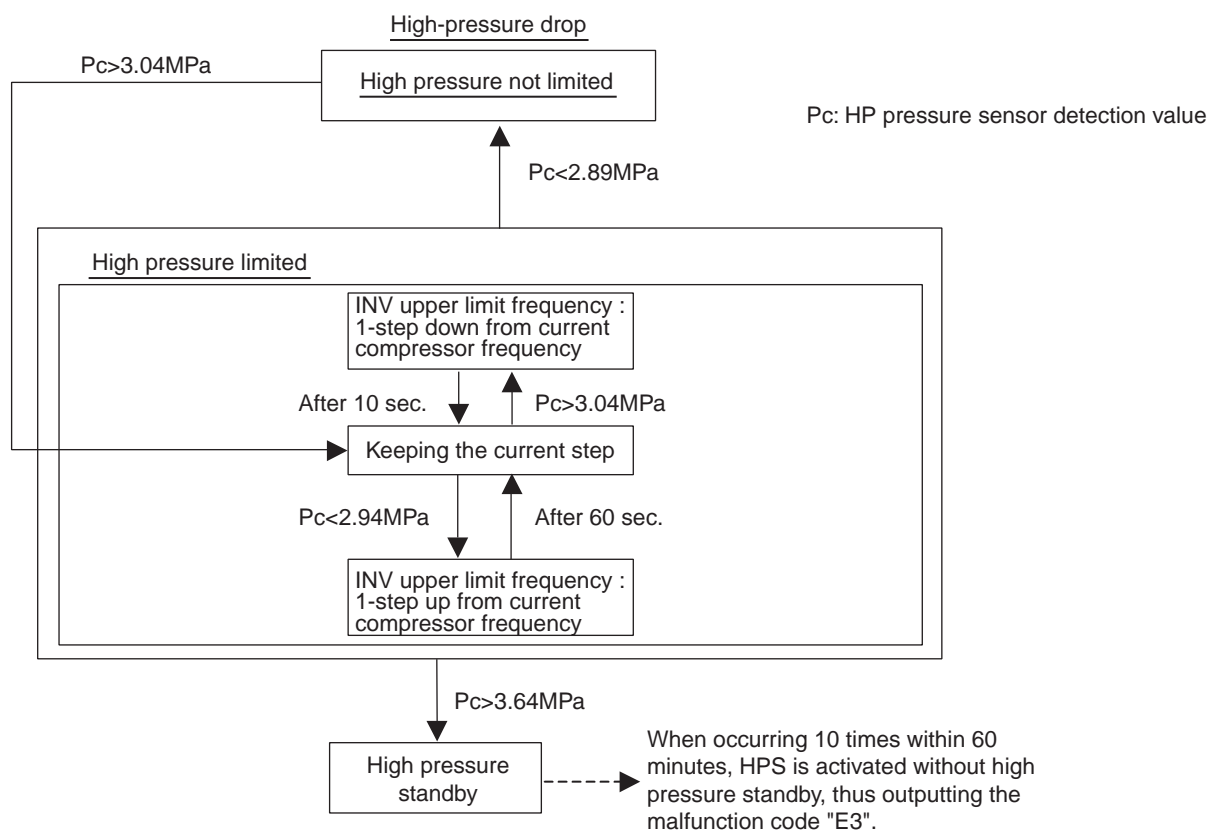 High-pressure drop
Pc>3.04MPa
High pressure not limited
Pc: HP pressure sensor detection value
Pc<2.89MPa
High pressure limited
INV upper limit frequency :
1-step down from current
compressor frequency
After 10 sec.
Pc>3.04MPa
Keeping the current step
Pc<2.94MPa
After 60 sec.
INV upper limit frequency :
1-step up from current
compressor frequency
Pc>3.64MPa
High pressure
standby
When occurring 10 times within 60
minutes, HPS is activated without high
pressure standby, thus outputting the
malfunction code "E3".